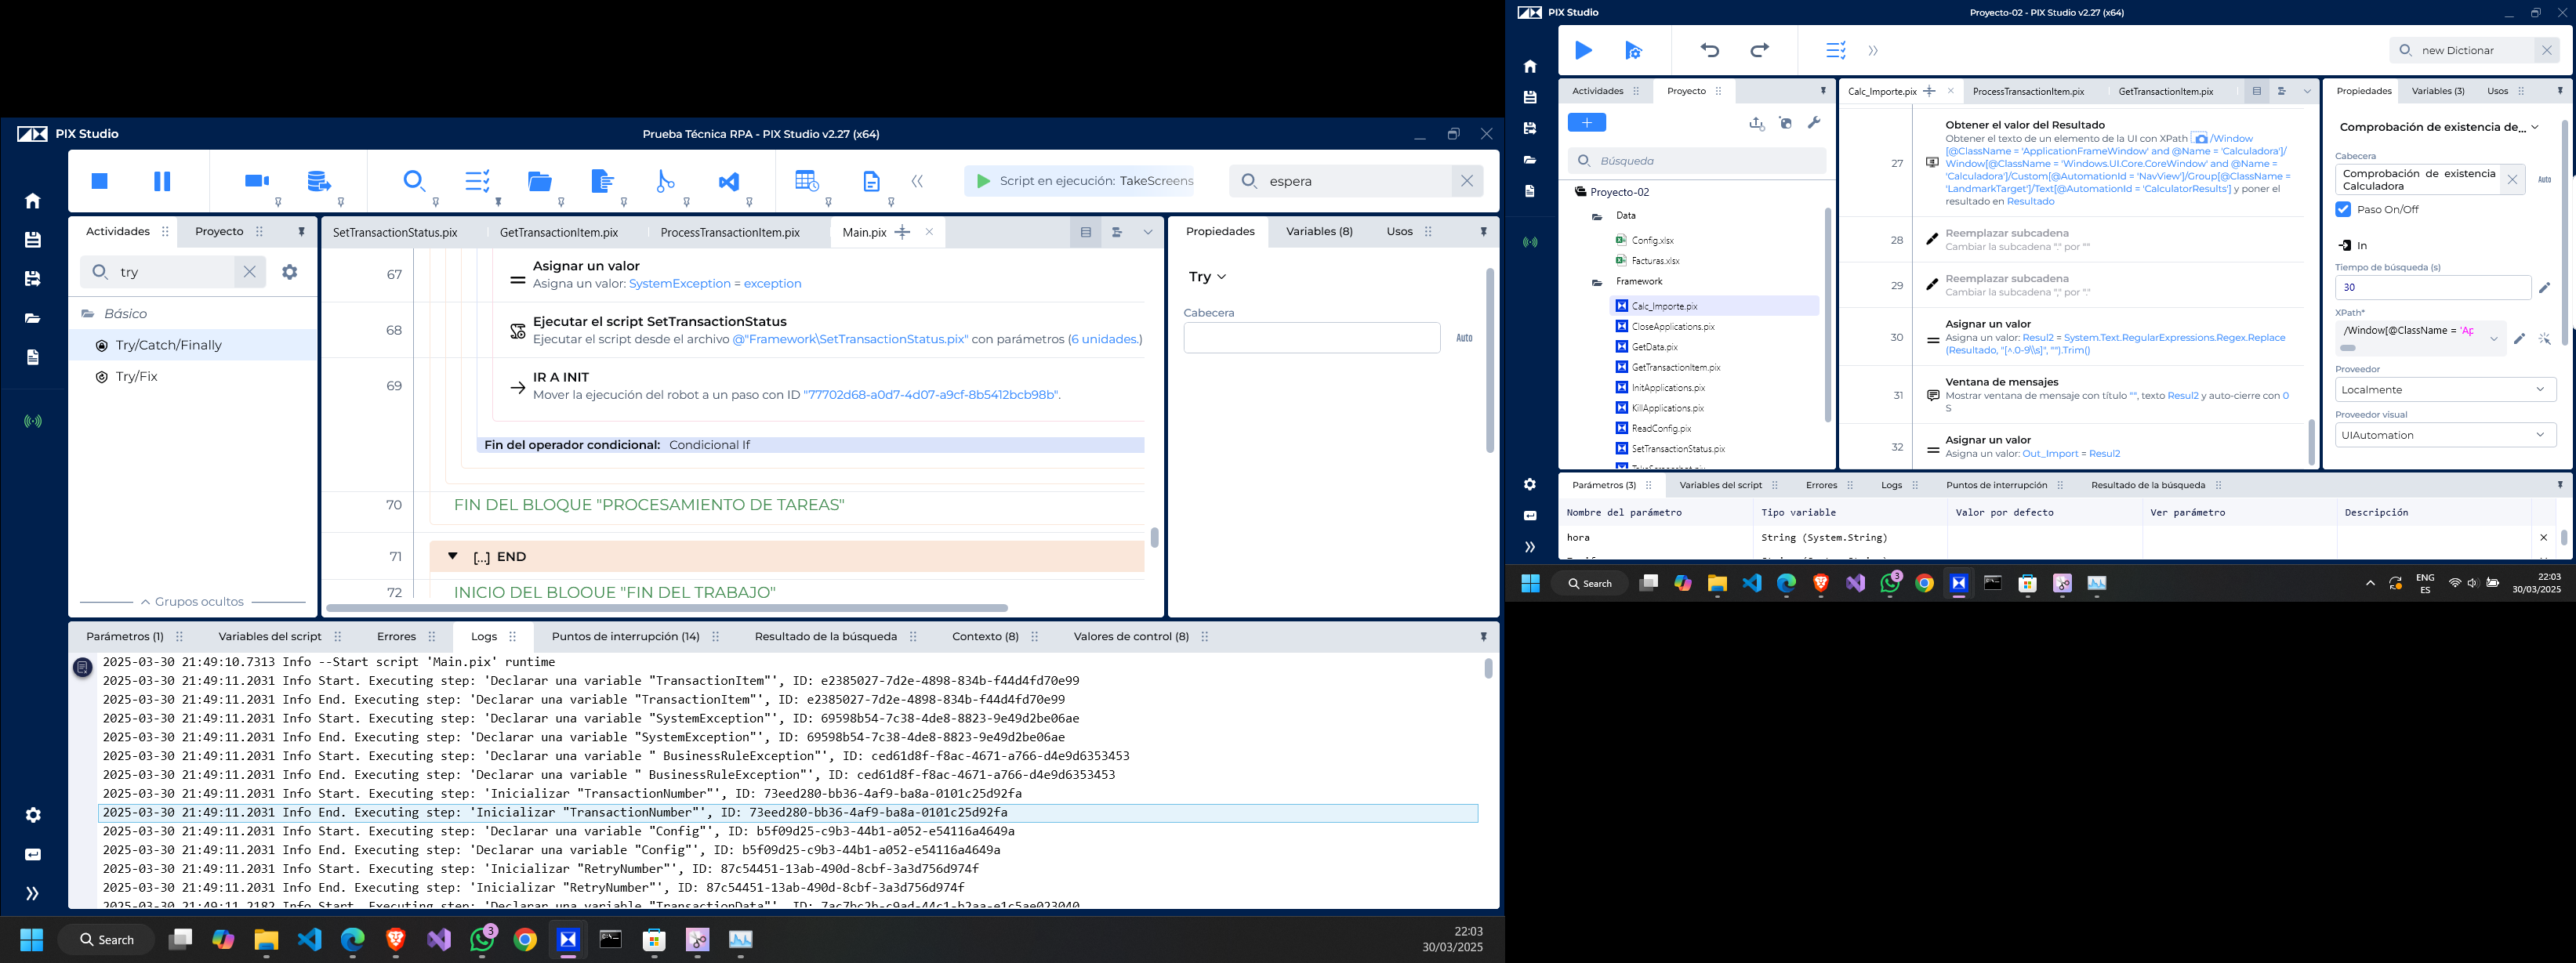 PIX Studio
Prueba Técnica RPA - PIX Studio v2.27 (x64)
Script en ejecución: TakeScreens
espera
Actividades
Proyecto
try
Básico
Try/Catch/Finally
Try/Fix
Grupos ocultos
SetTransactionStatus.pix
GetTransactionItem.pix
ProcessTransactionItem.pix
Main.pix
67
Asignar un valor
Asigna un valor: SystemException = exception
68
Ejecutar el script SetTransactionStatus
Ejecutar el script desde el archivo @"Framework\SetTransactionStatus.pix" con parámetros (6 unidades.)
69
IR A INIT
Mover la ejecución del robot a un paso con ID "77702d68-a0d7-4d07-a9cf-8b5412bcb98b".
Fin del operador condicional: Condicional If
70
FIN DEL BLOQUE "PROCESAMIENTO DE TAREAS"
71
[...] END
72
INICIO DEL BLOQUE "FIN DEL TRABAJO"
Propiedades
Variables (8)
Usos
Try
Cabecera
Auto
Parámetros (1)
Variables del script
Errores
Logs
Puntos de interrupción (14)
Resultado de la búsqueda
Contexto (8)
Valores de control (8)
2025-03-30 21:49:10.7313 Info --Start script 'Main.pix' runtime
2025-03-30 21:49:11.2031 Info Start. Executing step: 'Declarar una variable "TransactionItem"', ID: e2385027-7d2e-4898-834b-f44d4fd70e99
2025-03-30 21:49:11.2031 Info End. Executing step: 'Declarar una variable "TransactionItem"', ID: e2385027-7d2e-4898-834b-f44d4fd70e99
2025-03-30 21:49:11.2031 Info Start. Executing step: 'Declarar una variable "SystemException"', ID: 69598b54-7c38-4de8-8823-9e49d2be06ae
2025-03-30 21:49:11.2031 Info End. Executing step: 'Declarar una variable "SystemException"', ID: 69598b54-7c38-4de8-8823-9e49d2be06ae
2025-03-30 21:49:11.2031 Info Start. Executing step: 'Declarar una variable " BusinessRuleException"', ID: ced61d8f-f8ac-4671-a766-d4e9d6353453
2025-03-30 21:49:11.2031 Info End. Executing step: 'Declarar una variable " BusinessRuleException"', ID: ced61d8f-f8ac-4671-a766-d4e9d6353453
2025-03-30 21:49:11.2031 Info Start. Executing step: 'Inicializar "TransactionNumber"', ID: 73eed280-bb36-4af9-ba8a-0101c25d92fa
2025-03-30 21:49:11.2031 Info End. Executing step: 'Inicializar "TransactionNumber"', ID: 73eed280-bb36-4af9-ba8a-0101c25d92fa
2025-03-30 21:49:11.2031 Info Start. Executing step: 'Declarar una variable "Config"', ID: b5f09d25-c9b3-44b1-a052-e54116a4649a
2025-03-30 21:49:11.2031 Info End. Executing step: 'Declarar una variable "Config"', ID: b5f09d25-c9b3-44b1-a052-e54116a4649a
2025-03-30 21:49:11.2031 Info Start. Executing step: 'Inicializar "RetryNumber"', ID: 87c54451-13ab-490d-8cbf-3a3d756d974f
2025-03-30 21:49:11.2031 Info End. Executing step: 'Inicializar "RetryNumber"', ID: 87c54451-13ab-490d-8cbf-3a3d756d974f
2025-03-30 21:49:11.2182 Info Start. Executing step: 'Declarar una variable "TransactionData"', ID: 7ac7bc2b-c9ad-44c1-b2aa-e1c5ae023040
Search
3
22:03
30/03/2025
PIX Studio
Proyecto-02 - PIX Studio v2.27 (x64)
new Dictionar
Actividades
Proyecto
Búsqueda
Proyecto-02
Data
Config.xlsx
Facturas.xlsx
Framework
Calc_Importe.pix
CloseApplications.pix
GetData.pix
GetTransactionItem.pix
InitApplications.pix
KillApplications.pix
ReadConfig.pix
SetTransactionStatus.pix
TakeScreenshot.pix
Calc_Importe.pix
ProcessTransactionItem.pix
GetTransactionItem.pix
27
Obtener el valor del Resultado
Obtener el texto de un elemento de la UI con XPath /Window
[@ClassName = 'ApplicationFrameWindow' and @Name = 'Calculadora']/
Window[@ClassName = 'Windows.UI.Core.CoreWindow' and @Name =
'Calculadora']/Custom[@AutomationId = 'NavView']/Group[@ClassName =
'LandmarkTarget']/Text[@AutomationId = 'CalculatorResults'] y poner el
resultado en Resultado
28
Reemplazar subcadena
Cambiar la subcadena "." por ""
29
Reemplazar subcadena
Cambiar la subcadena "," por "."
30
Asignar un valor
Asigna un valor: Resul2 = System.Text.RegularExpressions.Regex.Replace
(Resultado, "[^.0-9\\s]", "").Trim()
31
Ventana de mensajes
Mostrar ventana de mensaje con título "", texto Resul2 y auto-cierre con 0
S
32
Asignar un valor
Asigna un valor: Out_Import = Resul2
Propiedades
Variables (3)
Usos
Comprobación de existencia de...
Cabecera
Comprobación de existencia
Calculadora
Auto
Paso On/Off
In
Tiempo de búsqueda (s)
30
XPath*
/Window[@ClassName = 'Ap
Proveedor
Localmente
Proveedor visual
UIAutomation
Parámetros (3)
Variables del script
Errores
Logs
Puntos de interrupción
Resultado de la búsqueda
Nombre del parámetro
Tipo variable
Valor por defecto
Ver parámetro
Descripción
hora
String (System.String)
Search
3
ENG
ES
22:03
30/03/2025